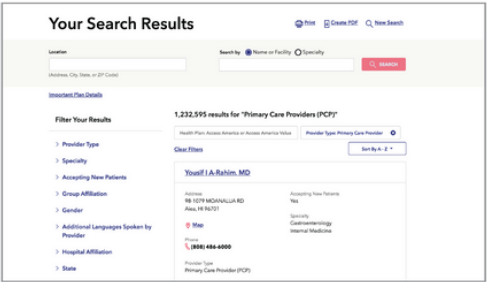 Your Search Results
Print Create PDF New Search
Location
Search by Name or Facility Specialty
SEARCH
(Address, City, State, or ZIP Code)
Important Plan Details
Filter Your Results
1,232,595 results for "Primary Care Providers (PCP)"
Health Plan: Access America or Access America Value
Provider Type: Primary Care Provider
Clear Filters
Sort By A - Z
> Provider Type
> Specialty
> Accepting New Patients
> Group Affiliation
> Gender
> Additional Languages Spoken by
Provider
> Hospital Affiliation
> State
Yousif I A-Rahim, MD
Address
98-1079 MOANALUA RD
Aiea, HI 96701
Map
Phone
(808) 486-6000
Provider Type
Primary Care Provider (PCP)
Accepting New Patients
Yes
Specialty
Gastroenterology
Internal Medicine